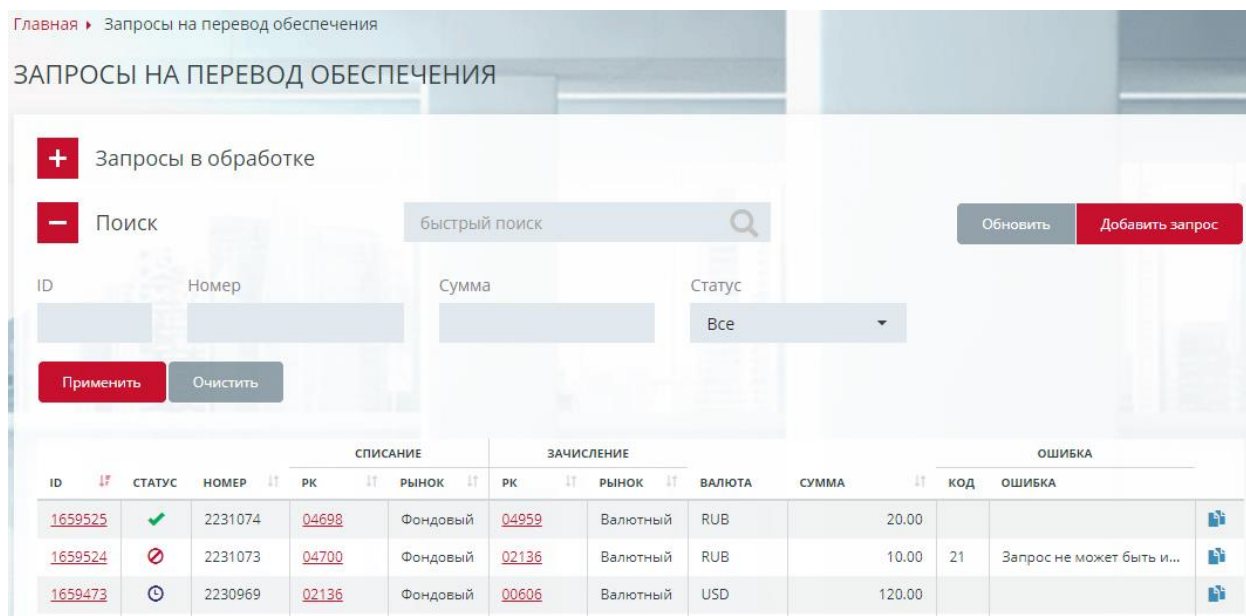 Главная Запросы на перевод обеспечения
ЗАПРОСЫ НА ПЕРЕВОД ОБЕСПЕЧЕНИЯ
Запросы в обработке
Поиск быстрый поиск Обновить Добавить запрос
ID Номер Сумма Статус
Все
Применить Очистить
СПИСАНИЕ ЗАЧИСЛЕНИЕ ОШИБКА
ID СТАТУС НОМЕР РК РЫНОК РК РЫНОК ВАЛЮТА СУММА КОД ОШИБКА
1659525 2231074 04698 Фондовый 04959 Валютный RUB 20.00
1659524 2231073 04700 Фондовый 02136 Валютный RUB 10.00 21 Запрос не может быть и...
1659473 2230969 02136 Фондовый 00606 Валютный USD 120.00